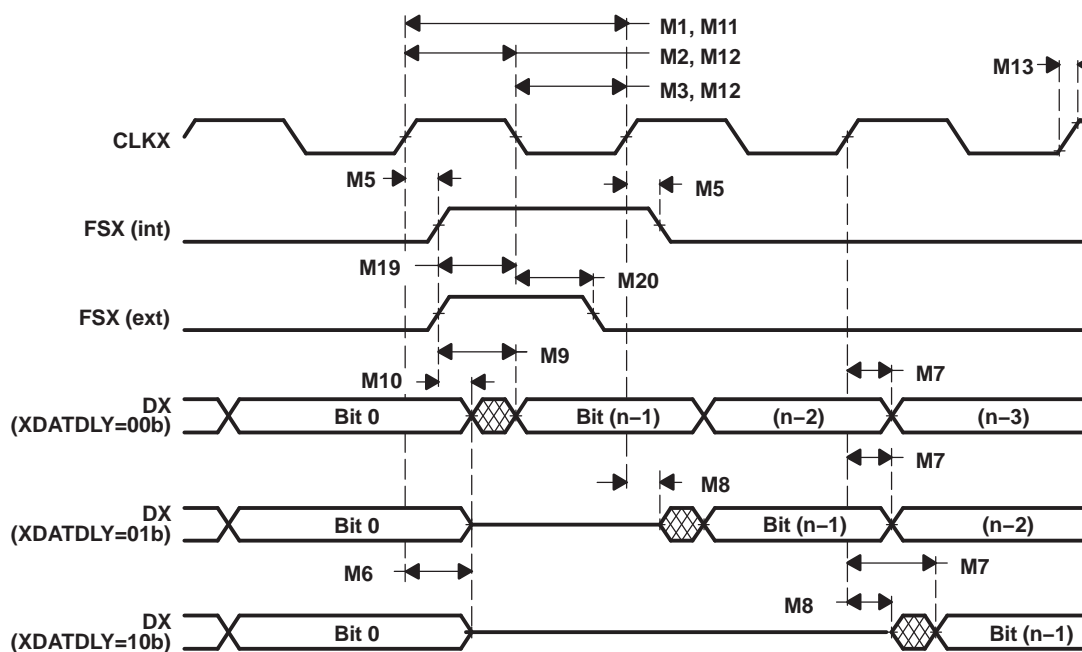 M1, M11
M2, M12
M13
M3, M12
CLKX
M5
M5
FSX (int)
M19
M20
FSX (ext)
M9
M7
M10
DX
(XDATDLY=00b)
Bit 0
Bit (n−1)
(n−2)
(n−3)
M7
M8
DX
(XDATDLY=01b)
Bit 0
Bit (n−1)
(n−2)
M6
M7
M8
DX
(XDATDLY=10b)
Bit 0
Bit (n−1)